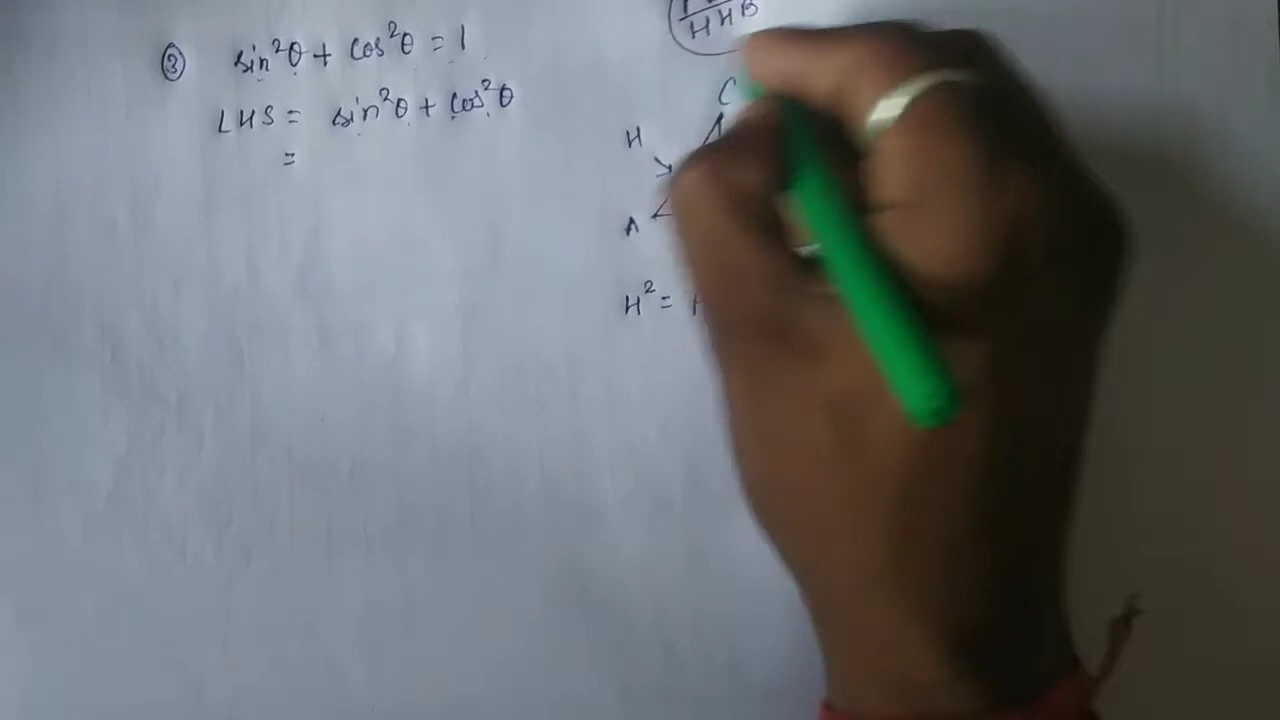 ③ sin²θ + cos²θ = 1
LHS = sin²θ + cos²θ
=
HHB
C
H
A
H² =